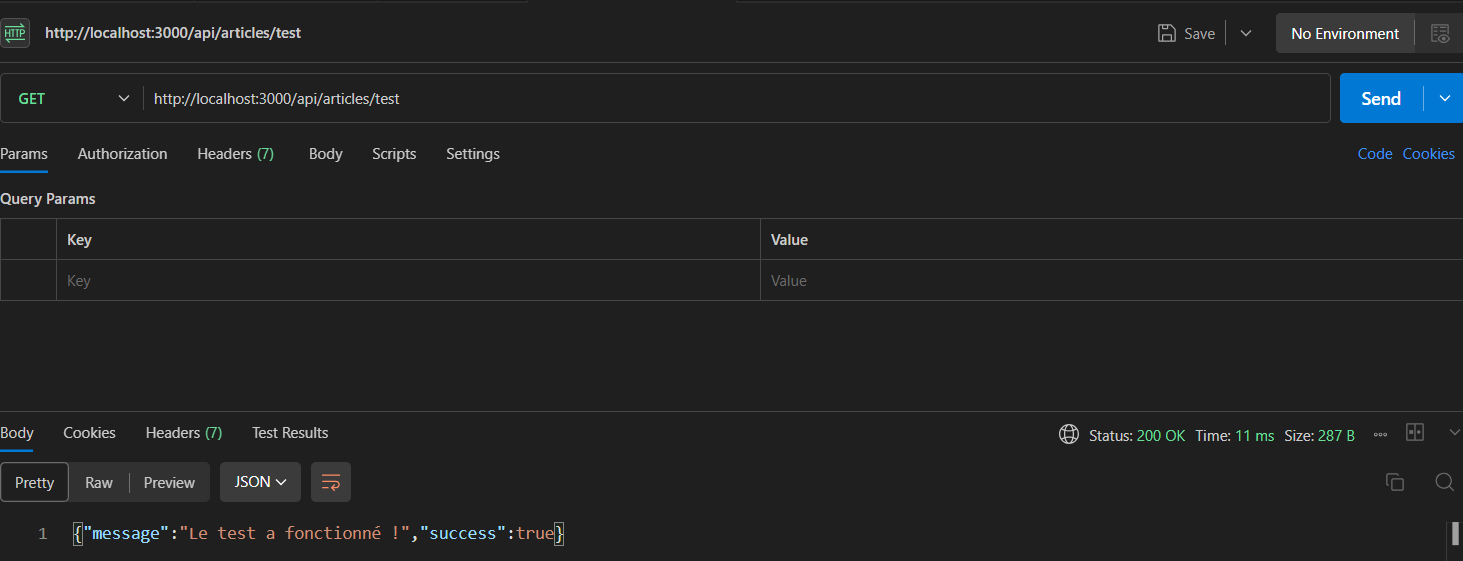 HTTP http://localhost:3000/api/articles/test Save No Environment
GET http://localhost:3000/api/articles/test Send
Params Authorization Headers (7) Body Scripts Settings Code Cookies
Query Params
Key Value
Key Value
Body Cookies Headers (7) Test Results Status: 200 OK Time: 11 ms Size: 287 B
Pretty Raw Preview JSON
1 {"message":"Le test a fonctionné !","success":true}